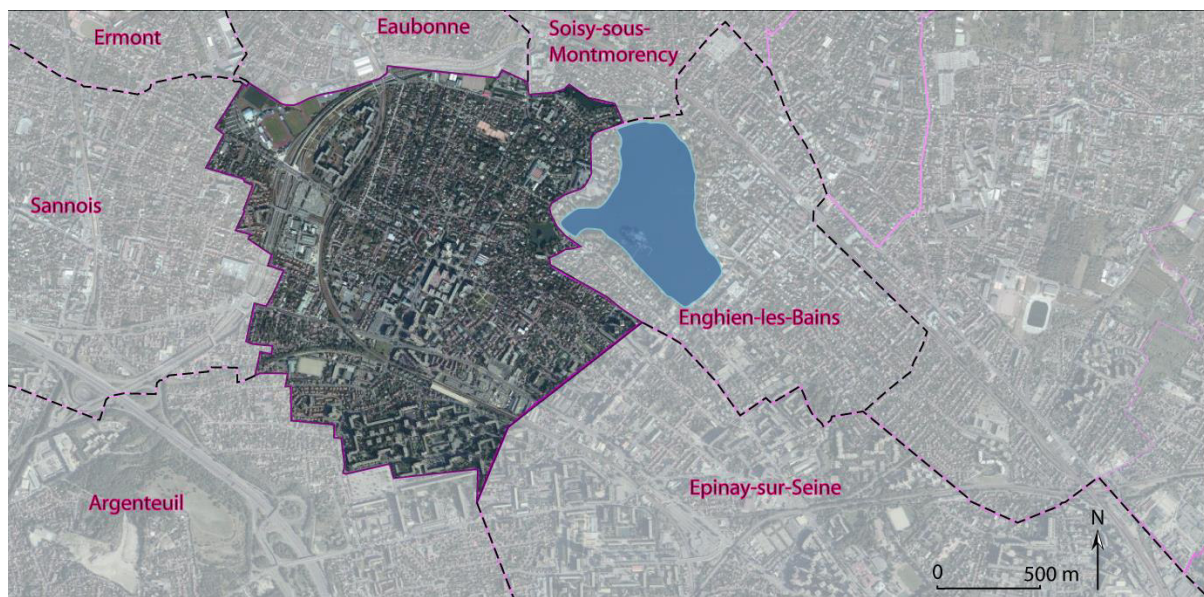 Ermont
Eaubonne
Soisy-sous-
Montmorency
Sannois
Enghien-les-Bains
Argenteuil
Epinay-sur-Seine
N
0 500 m